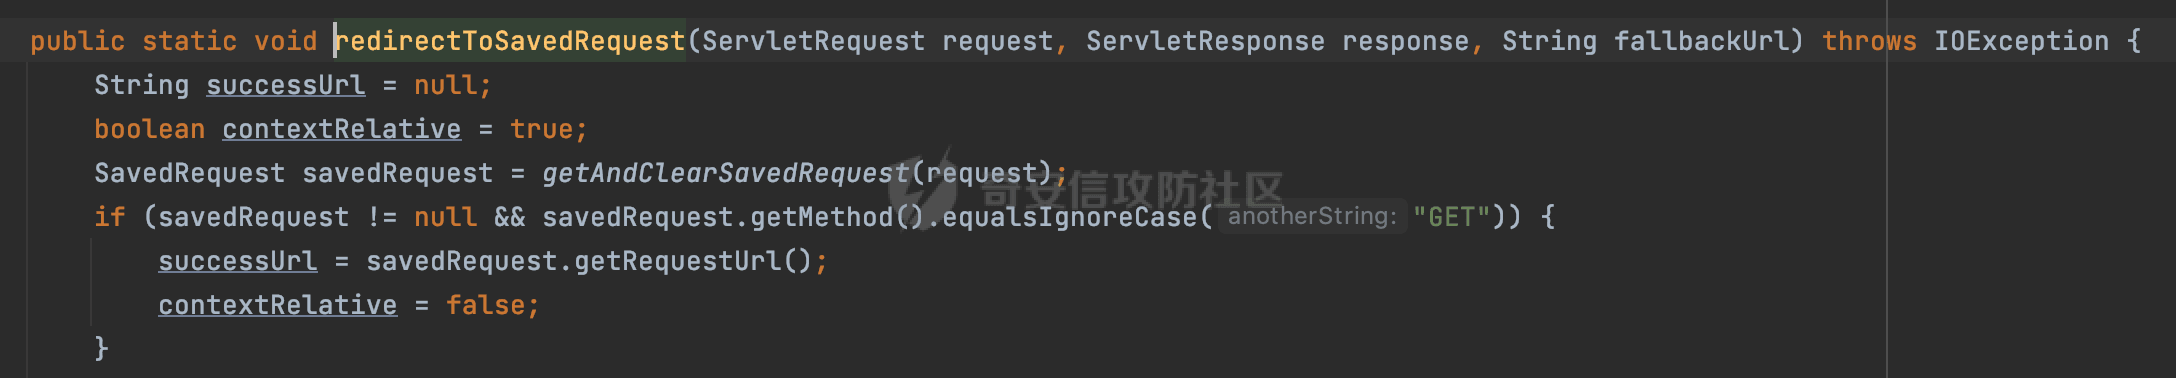 public static void redirectToSavedRequest(ServletRequest request, ServletResponse response, String fallbackUrl) throws IOException {
String successUrl = null;
boolean contextRelative = true;
SavedRequest savedRequest = getAndClearSavedRequest(request);
奇安信攻防社区
if (savedRequest != null && savedRequest.getMethod().equalsIgnoreCase( anotherString: "GET")) {
successUrl = savedRequest.getRequestUrl();
contextRelative = false;
}